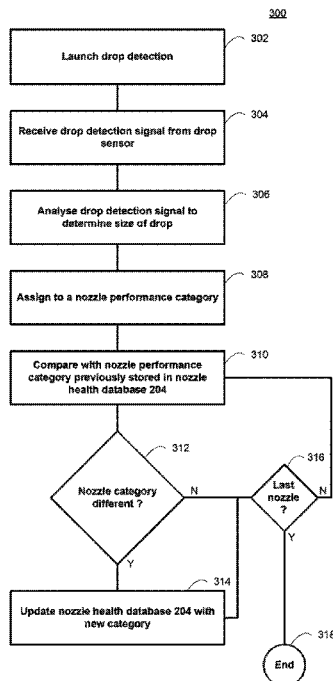 300
302
Launch drop detection
304
Receive drop detection signal from drop
sensor
306
Analyse drop detection signal to
determine size of drop
308
Assign to a nozzle performance category
310
Compare with nozzle performance
category previously stored in nozzle
health database 204
312
Nozzle category
different ?
N
Y
316
Last
nozzle
?
N
Y
314
Update nozzle health database 204 with
new category
318
End